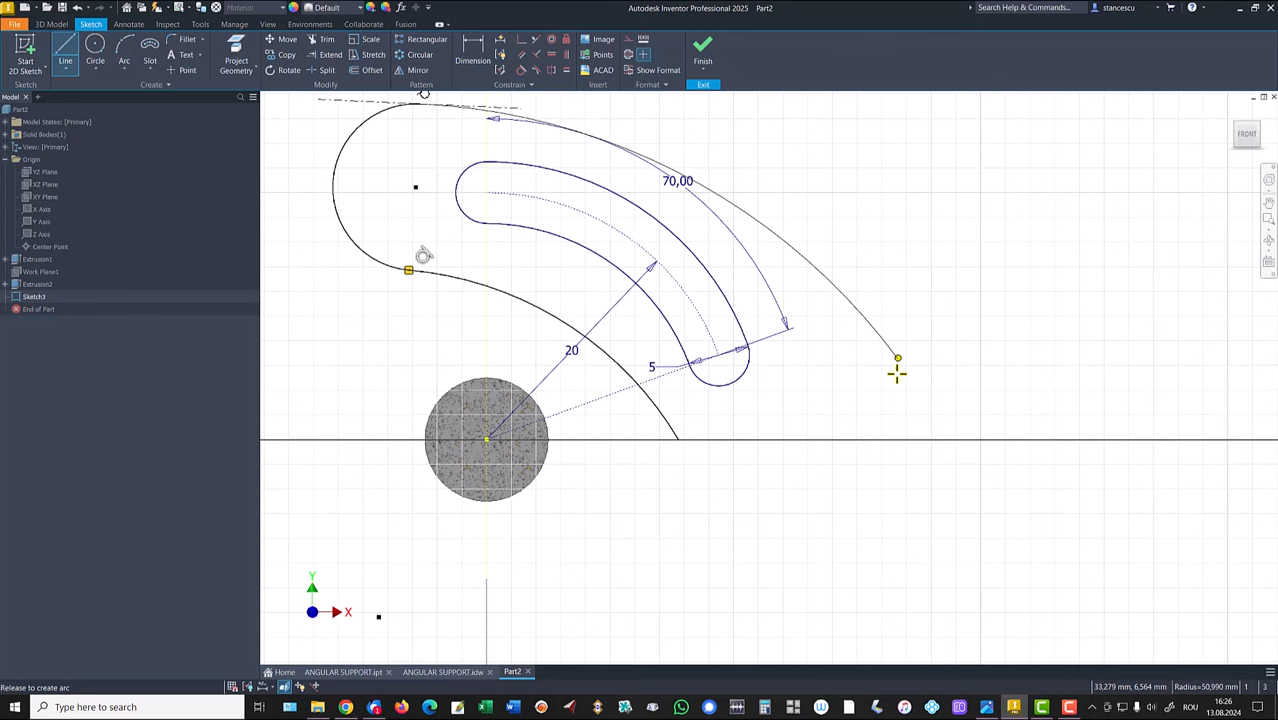 Material
Default
Autodesk Inventor Professional 2025 Part2
Search Help & Commands...
stancescu
File 3D Model Sketch Annotate Inspect Tools Manage View Environments Get Started Collaborate Fusion
Start
2D Sketch
Line
Circle
Arc
Slot
Fillet
Text
Point
Project
Geometry
Move
Copy
Rotate
Trim
Extend
Split
Scale
Stretch
Offset
Rectangular
Circular
Mirror
Dimension
Image
Points
ACAD
Show Format
Finish
Sketch Create Modify Pattern Constrain Insert Format Exit
Model
Part2
Model States: [Primary]
Solid Bodies(1)
View: [Primary]
Origin
YZ Plane
XZ Plane
XY Plane
X Axis
Y Axis
Z Axis
Center Point
Extrusion1
Work Plane1
Extrusion2
Sketch3
End of Part
FRONT
70,00
20
5
Y
X
Home ANGULAR SUPPORT.ipt ANGULAR SUPPORT.idw Part2
Release to create arc
33,279 mm, 6,564 mm Radius=50,990 mm 1 3
Type here to search
ROU
16:26
13.08.2024